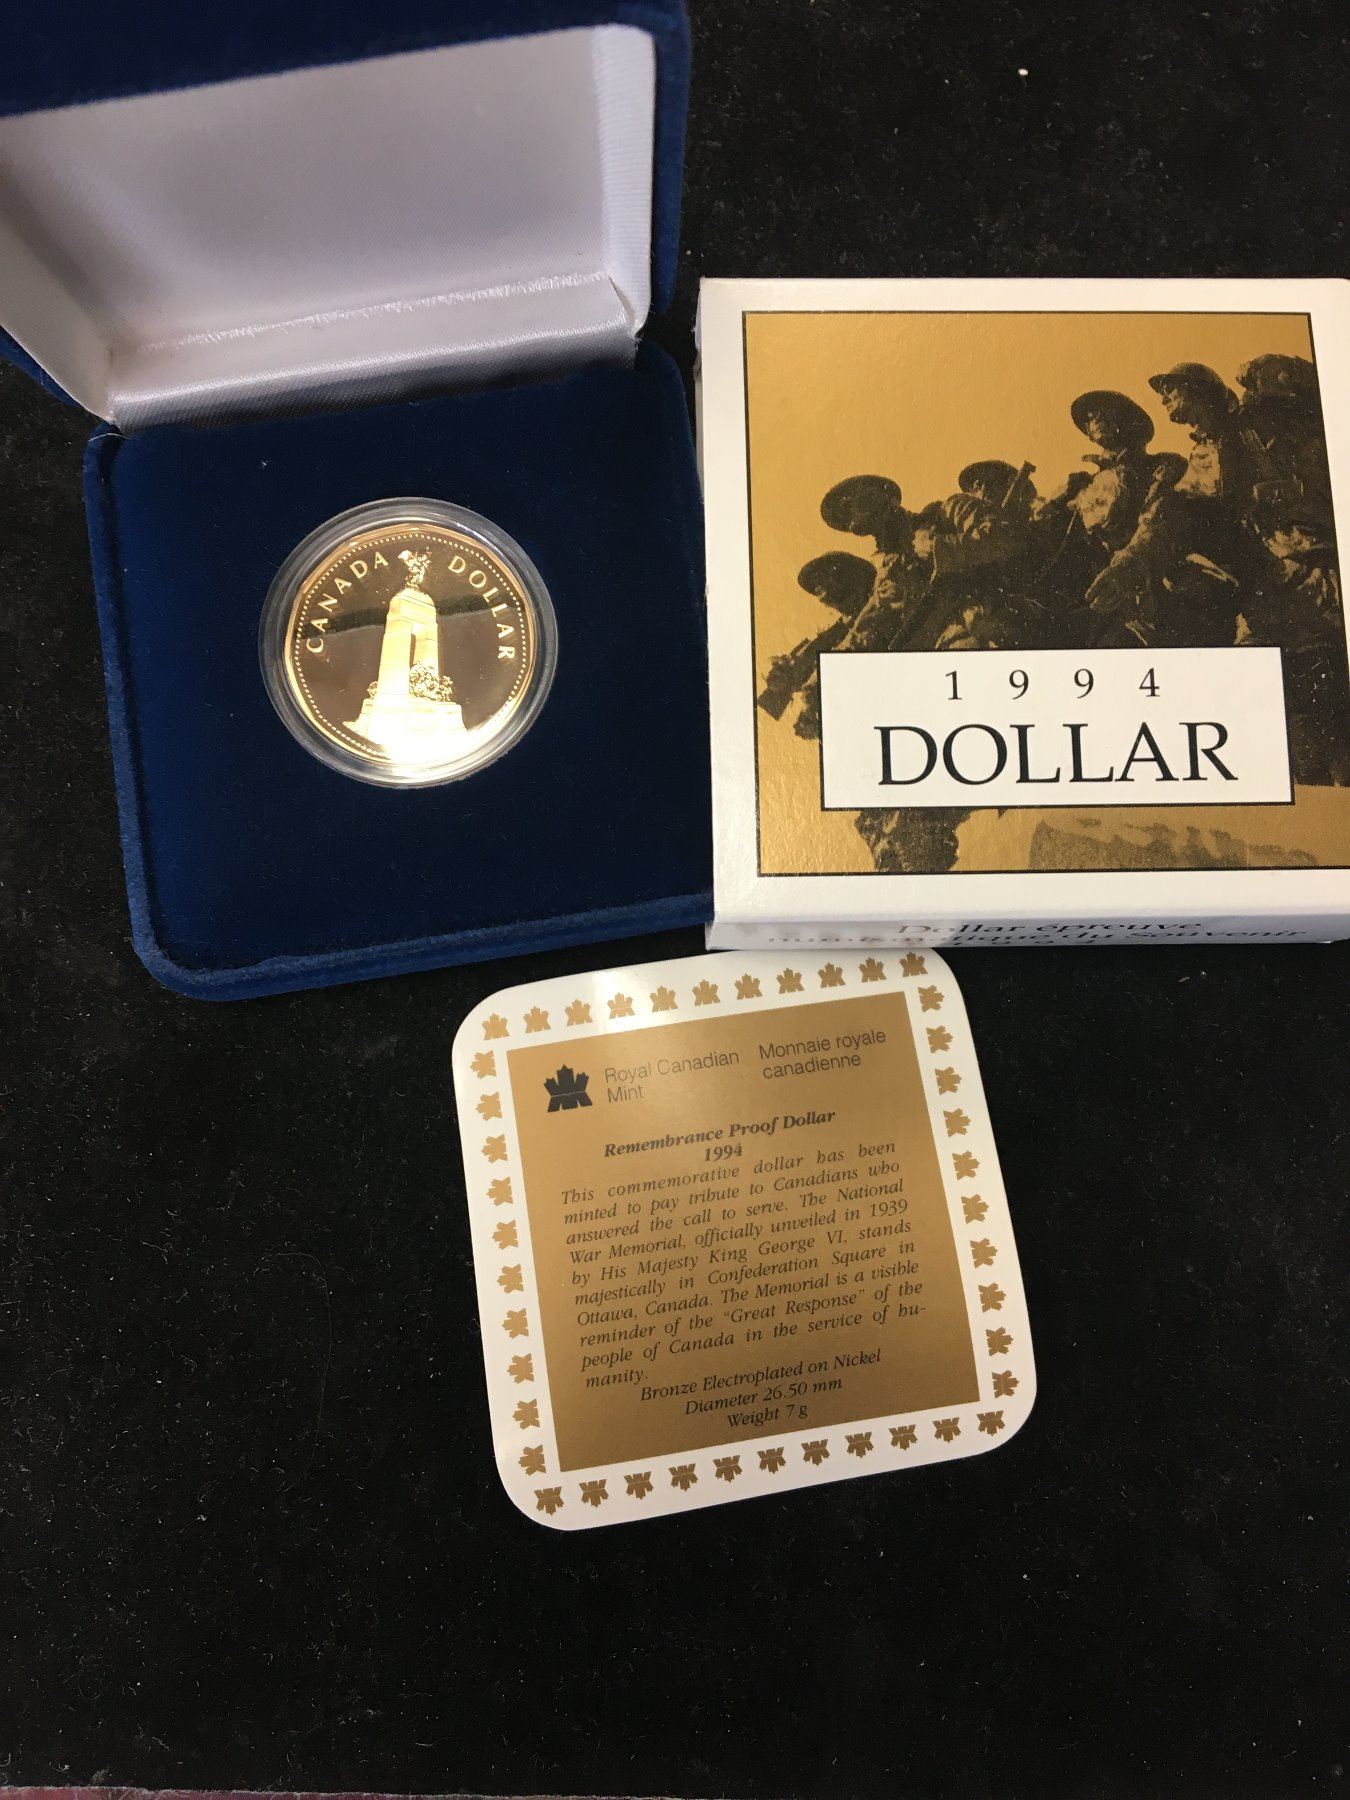 CANADA DOLLAR
1994
DOLLAR
Dollar épreuve
numismatique du Souvenir
Royal Canadian
Mint
Monnaie royale
canadienne
Remembrance Proof Dollar
1994
This commemorative dollar has been
minted to pay tribute to Canadians who
answered the call to serve. The National
War Memorial, officially unveiled in 1939
by His Majesty King George VI, stands
majestically in Confederation Square in
Ottawa, Canada. The Memorial is a visible
reminder of the "Great Response" of the
people of Canada in the service of hu-
manity.
Bronze Electroplated on Nickel
Diameter 26.50 mm
Weight 7 g